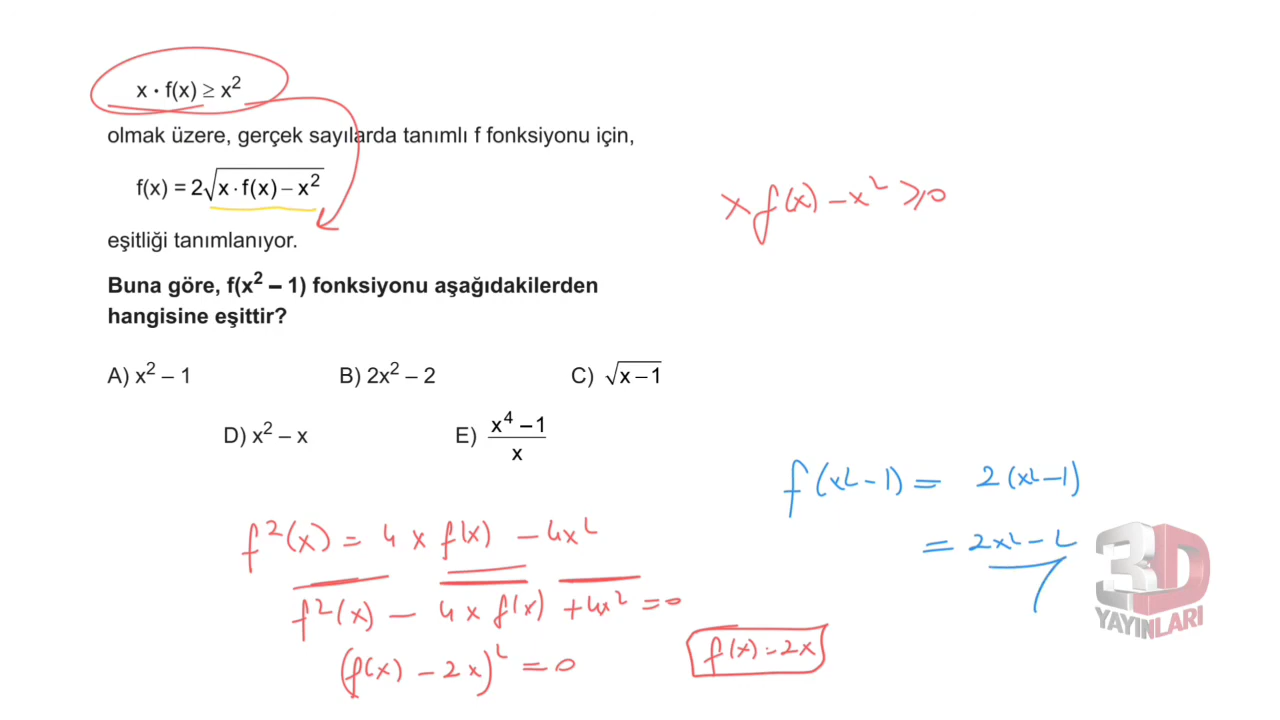 x · f(x) ≥ x²
olmak üzere, gerçek sayılarda tanımlı f fonksiyonu için,
f(x) = 2√(x · f(x) – x²)
eşitliği tanımlanıyor.
Buna göre, f(x² – 1) fonksiyonu aşağıdakilerden
hangisine eşittir?
A) x² – 1 B) 2x² – 2 C) √(x – 1)
D) x² – x E) (x⁴ – 1)/x
x f(x) – x² ≥ 0
f²(x) = 4 x f(x) – 4x²
f²(x) – 4 x f(x) + 4x² = 0
(f(x) – 2x)² = 0
f(x) = 2x
f(x² – 1) = 2(x² – 1)
= 2x² – 2
3D
YAYINLARI